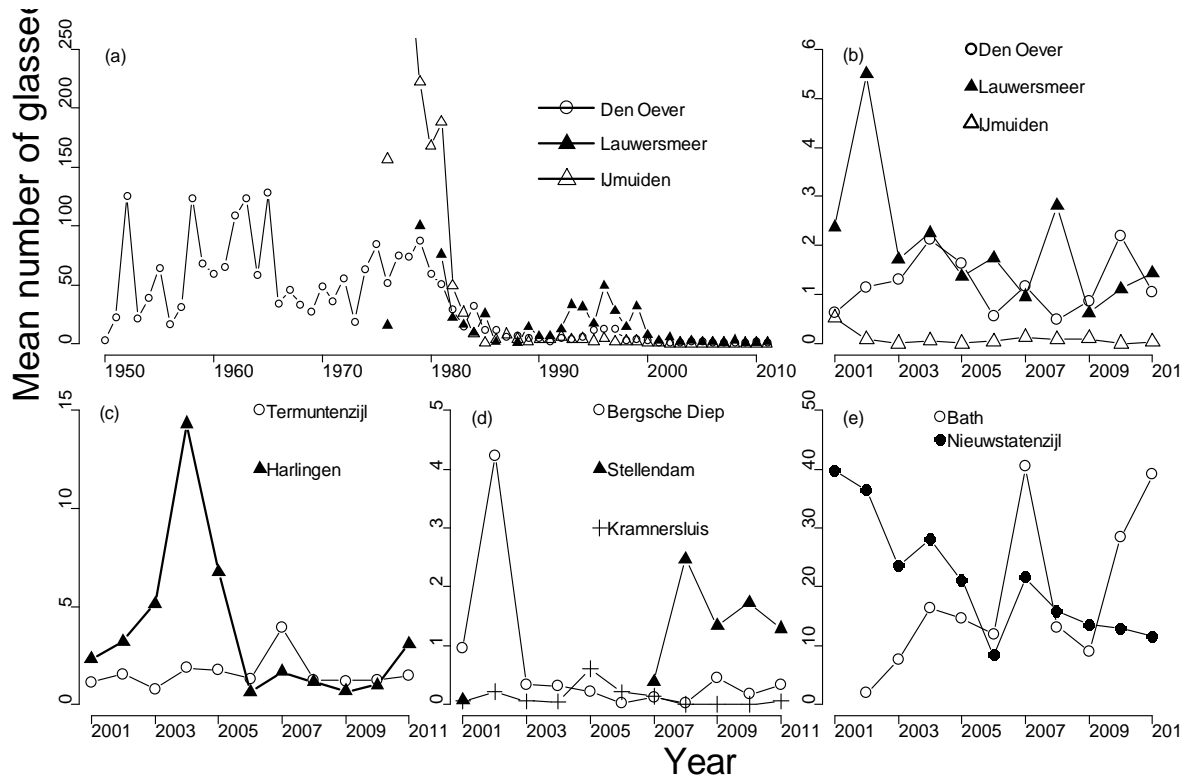 Mean number of
(a)
250
200
150
100
50
0
Den Oever
Lauwersmeer
IJmuiden
1950 1960 1970 1980 1990 2000 2010
(b)
6
5
4
3
2
1
0
Den Oever
Lauwersmeer
IJmuiden
2001 2003 2005 2007 2009 201
(c)
15
10
5
0
Termuntenzijl
Harlingen
2001 2003 2005 2007 2009 2011
(d)
5
4
3
2
1
0
Bergsche Diep
Stellendam
Kramnersluis
2001 2003 2005 2007 2009 2011
(e)
50
40
30
20
10
0
Bath
Nieuwstatenzijl
2001 2003 2005 2007 2009 201
Year